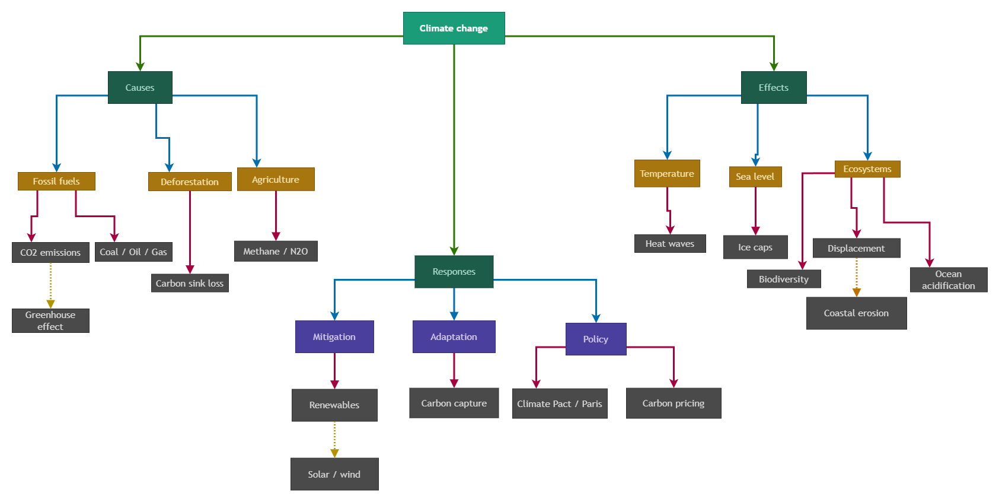 Climate change
Causes
Effects
Fossil fuels
Deforestation
Agriculture
Temperature
Sea level
Ecosystems
CO2 emissions
Coal / Oil / Gas
Methane / N2O
Carbon sink loss
Greenhouse
effect
Heat waves
Ice caps
Displacement
Biodiversity
Ocean
acidification
Coastal erosion
Responses
Mitigation
Adaptation
Policy
Renewables
Carbon capture
Climate Pact / Paris
Carbon pricing
Solar / wind